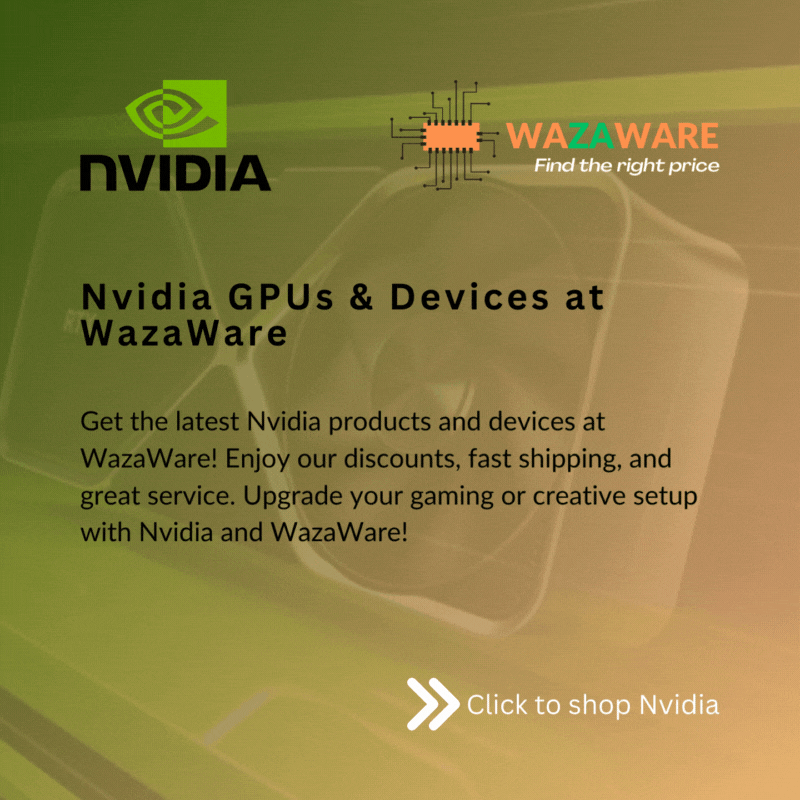 NVIDIA
WAZAWARE
Find the right price
Nvidia GPUs & Devices at
WazaWare
Get the latest Nvidia products and devices at
WazaWare! Enjoy our discounts, fast shipping, and
great service. Upgrade your gaming or creative setup
with Nvidia and WazaWare!
Click to shop Nvidia